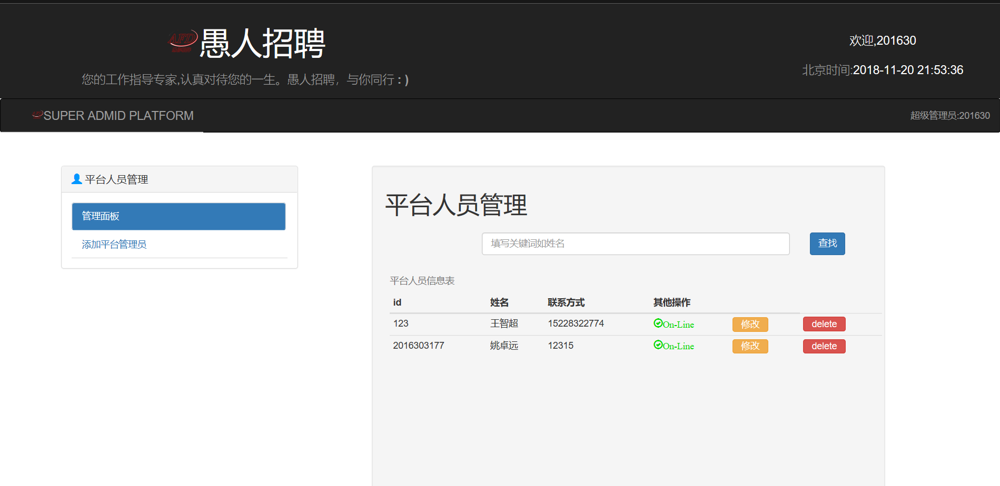 愚人招聘
您的工作指导专家,认真对待您的一生。愚人招聘，与你同行 : )
欢迎,201630
北京时间:2018-11-20 21:53:36
SUPER ADMID PLATFORM
超级管理员:201630
平台人员管理
管理面板
添加平台管理员
平台人员管理
填写关键词如姓名 查找
平台人员信息表
id 姓名 联系方式 其他操作
123 王智超 15228322774 On-Line 修改 delete
2016303177 姚卓远 12315 On-Line 修改 delete